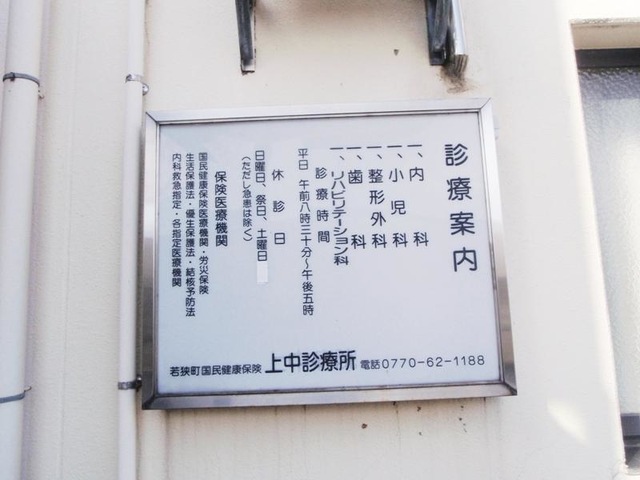 診療案内
一、内科
一、小児科
一、整形外科
一、歯科
一、リハビリテーション科
診療時間
平日 午前八時三十分〜午後五時
休診日
日曜日、祭日、土曜日
(ただし急患は除く)
保険医療機関
国民健康保険医療機関・労災保険
生活保護法・優生保護法・結核予防法
内科救急指定・各指定医療機関
若狭町国民健康保険 上中診療所 電話0770-62-1188